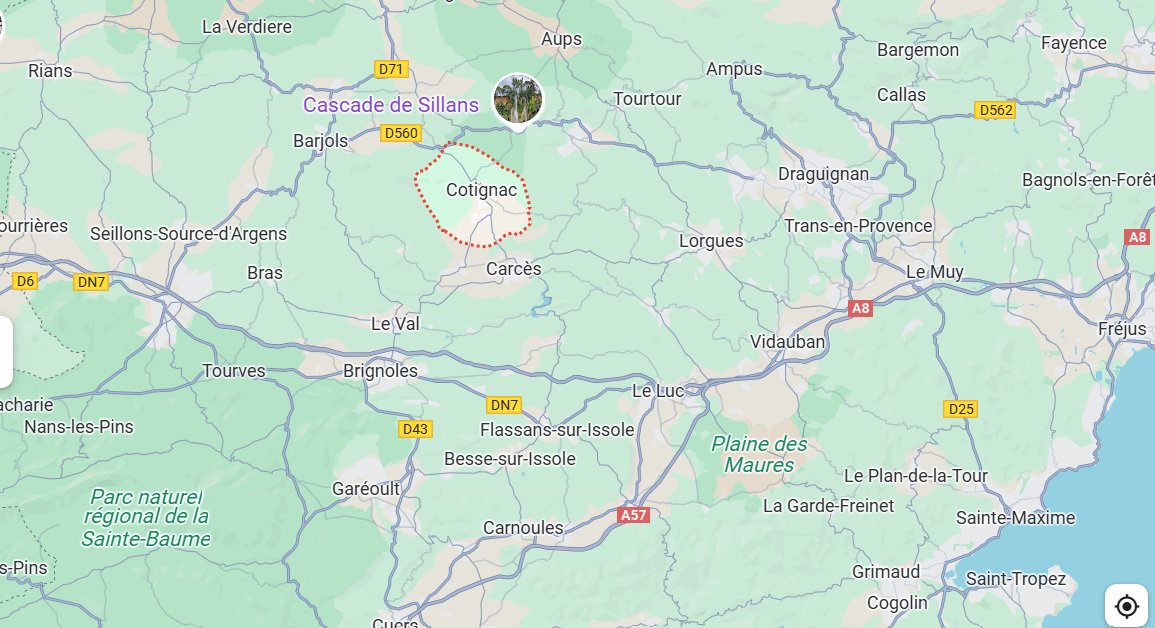 La Verdiere
Aups
Bargemon
Fayence
Rians
D71
Ampus
Callas
Cascade de Sillans
Tourtour
D562
D560
Barjols
Draguignan
Cotignac
Bagnols-en-Forêt
ourrières
Seillons-Source-d'Argens
Trans-en-Provence
A8
Lorgues
Bras
Carcès
Le Muy
D6
DN7
A8
Le Val
Fréjus
Vidauban
Tourves
Brignoles
Le Luc
acharie
DN7
D25
Nans-les-Pins
D43
Flassans-sur-Issole
Plaine des
Maures
Besse-sur-Issole
Garéoult
Le Plan-de-la-Tour
Parc naturel
régional de la
Sainte-Baume
La Garde-Freinet
A57
Sainte-Maxime
Carnoules
s-Pins
Grimaud
Saint-Tropez
Cogolin
Cuers